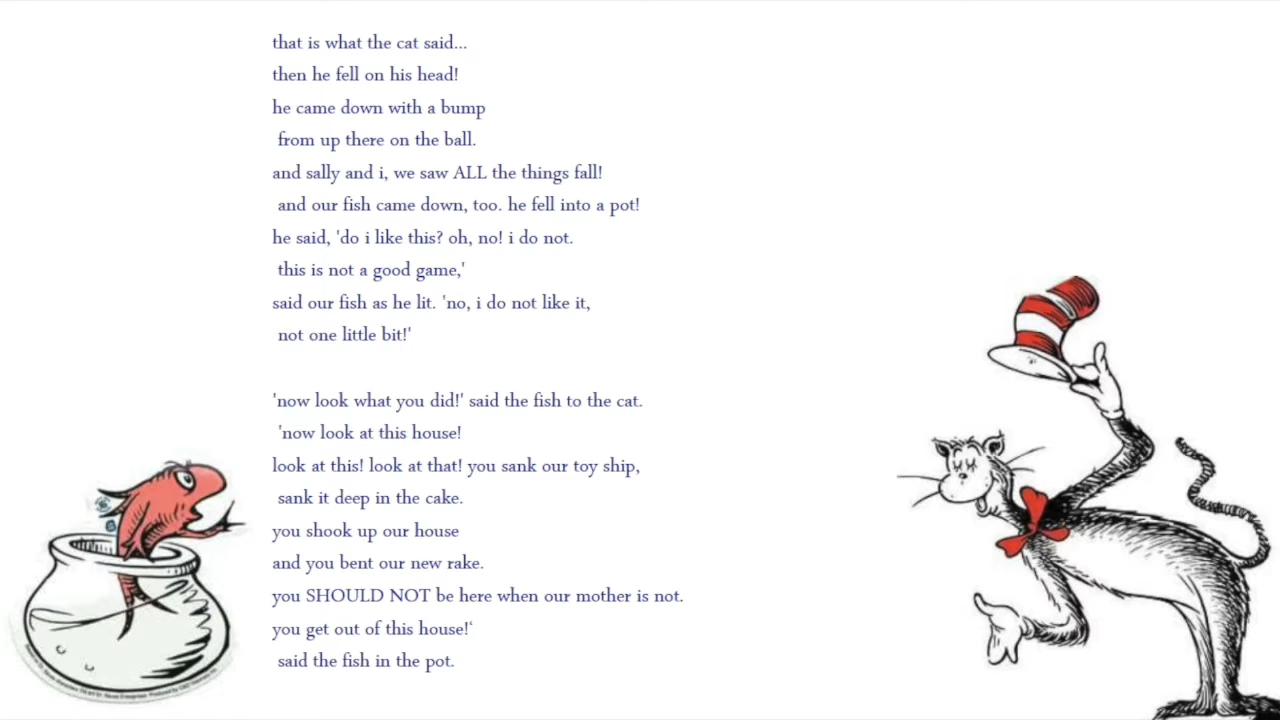 that is what the cat said...
then he fell on his head!
he came down with a bump
from up there on the ball.
and sally and i, we saw ALL the things fall!
and our fish came down, too. he fell into a pot!
he said, 'do i like this? oh, no! i do not.
this is not a good game,'
said our fish as he lit. 'no, i do not like it,
not one little bit!'
'now look what you did!' said the fish to the cat.
'now look at this house!
look at this! look at that! you sank our toy ship,
sank it deep in the cake.
you shook up our house
and you bent our new rake.
you SHOULD NOT be here when our mother is not.
you get out of this house!‘
said the fish in the pot.